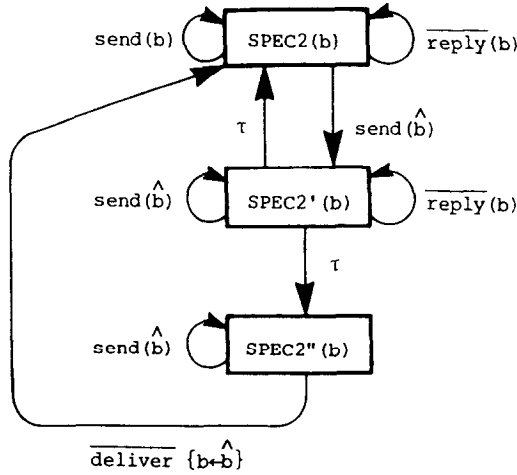 send(b) SPEC2(b) reply(b)
τ send(b̂)
send(b̂) SPEC2'(b) reply(b)
τ
send(b̂) SPEC2"(b)
deliver {b←b̂}